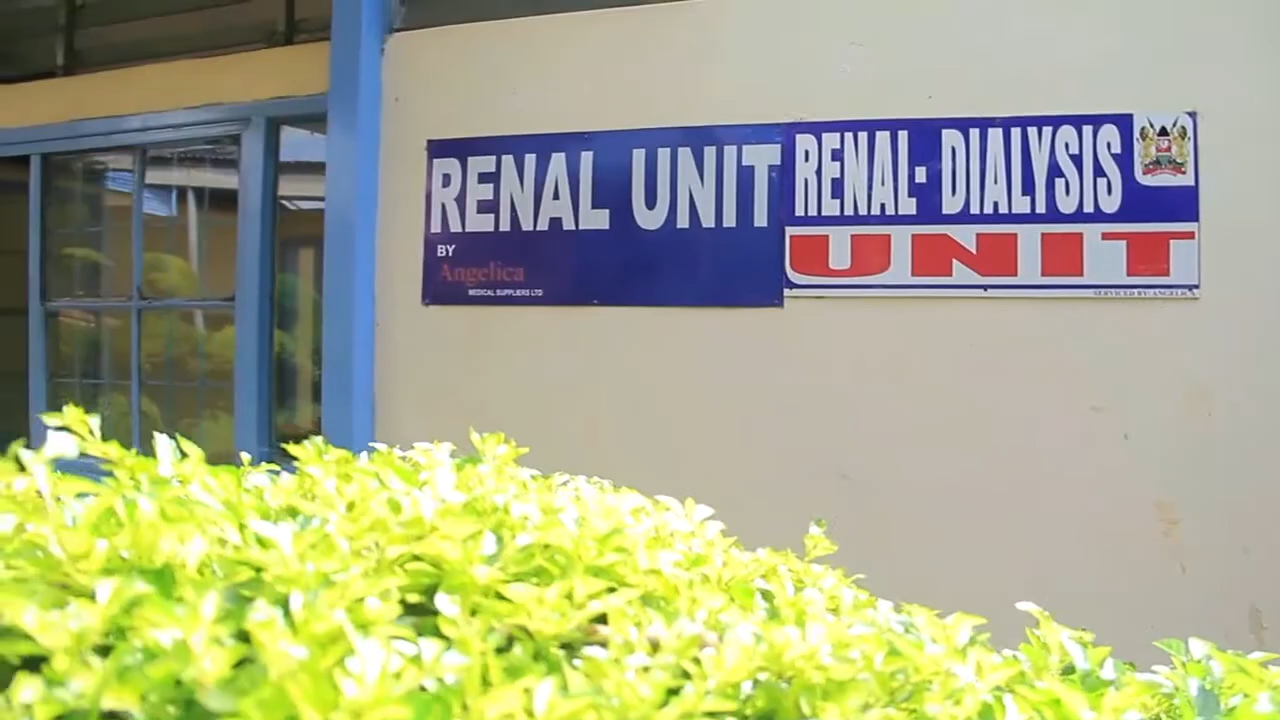 RENAL UNIT
BY
Angelica
MEDICAL SUPPLIERS LTD
RENAL- DIALYSIS
UNIT
SERVICED BY ANGELICA